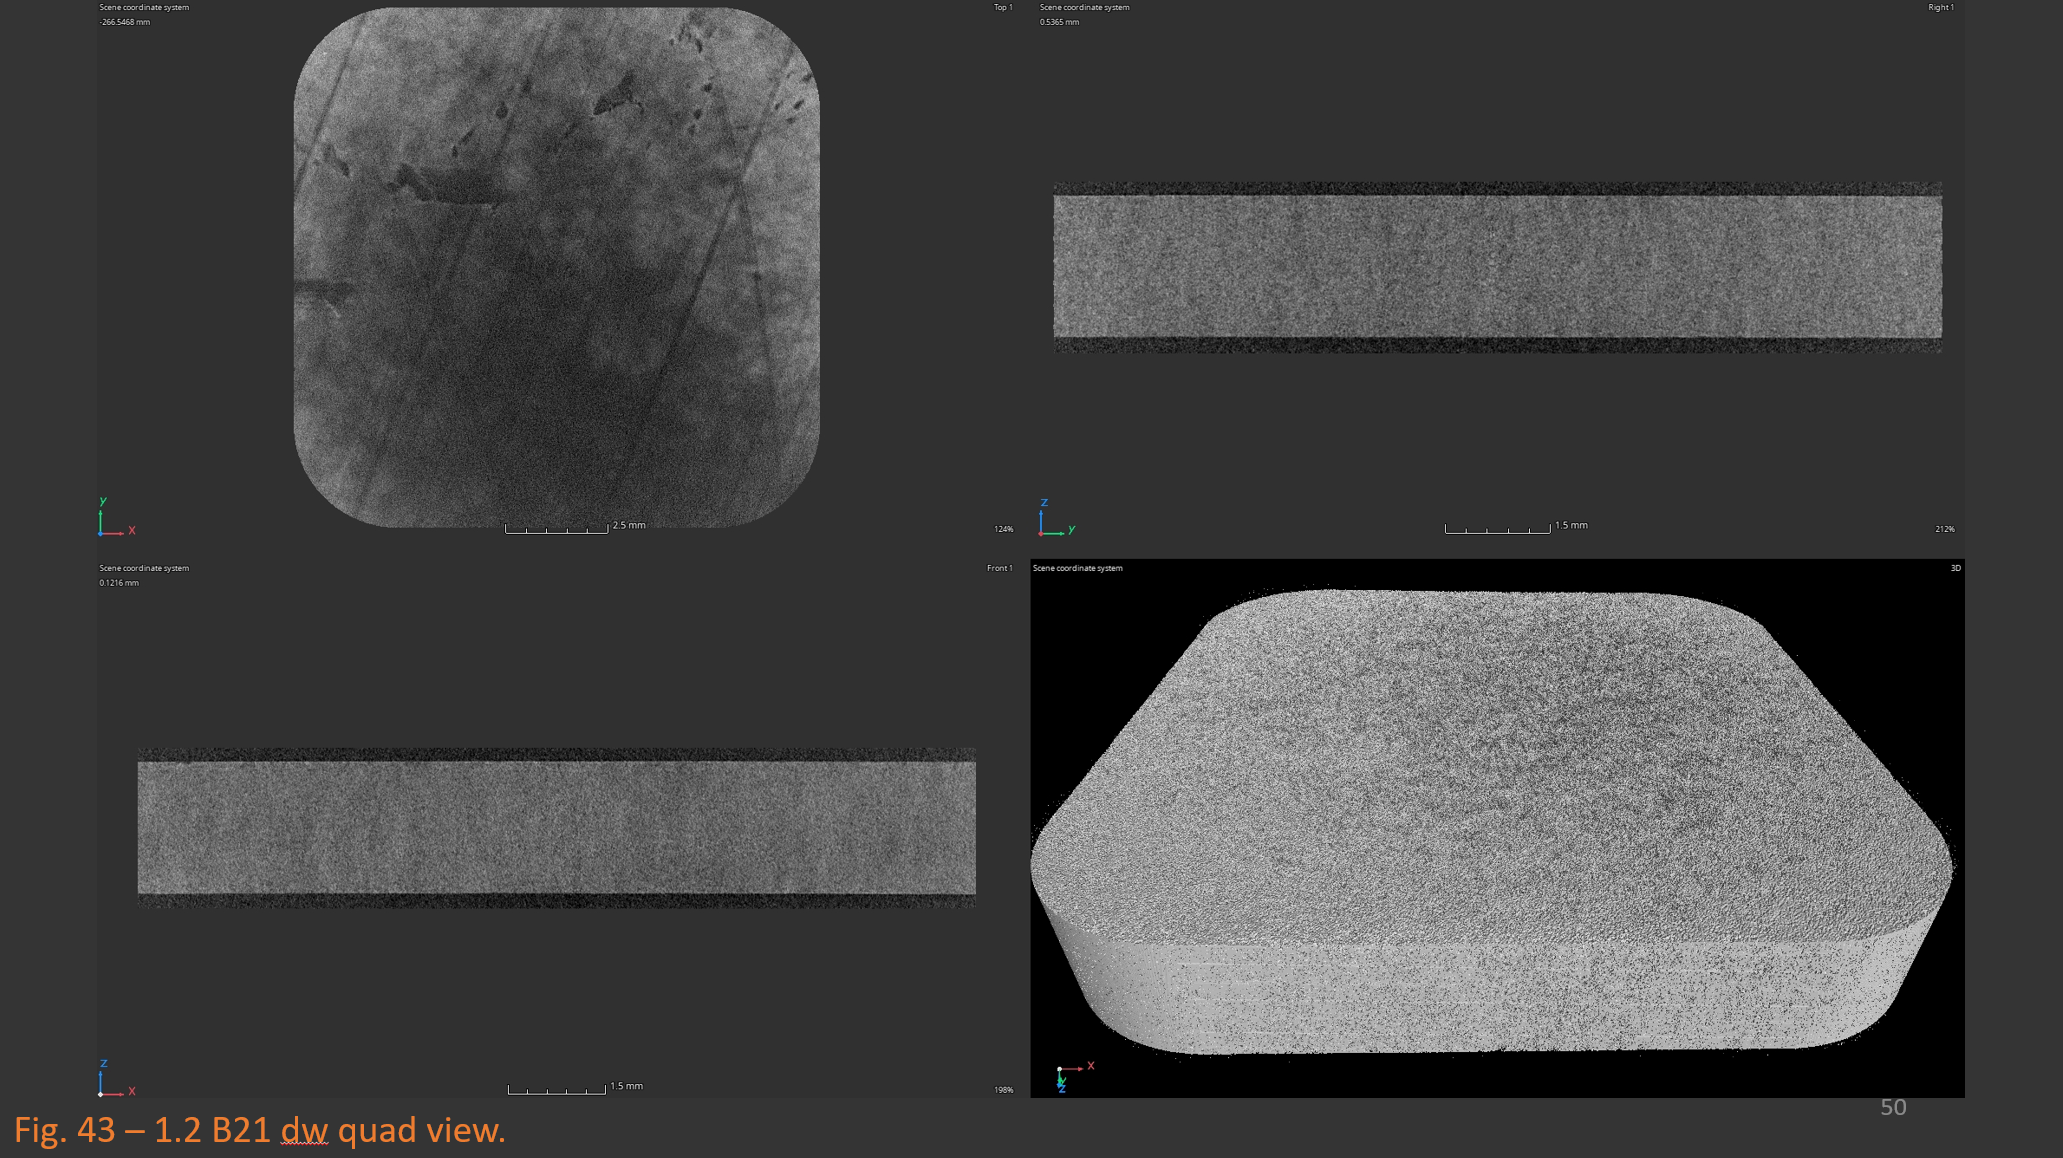 Scene coordinate system
-266.5468 mm
Top 1
2.5 mm
y
x
124%
Scene coordinate system
0.5365 mm
Right 1
1.5 mm
z
y
212%
Scene coordinate system
0.1216 mm
Front 1
1.5 mm
z
x
198%
Scene coordinate system
3D
x
y
z
50
Fig. 43 – 1.2 B21 dw quad view.